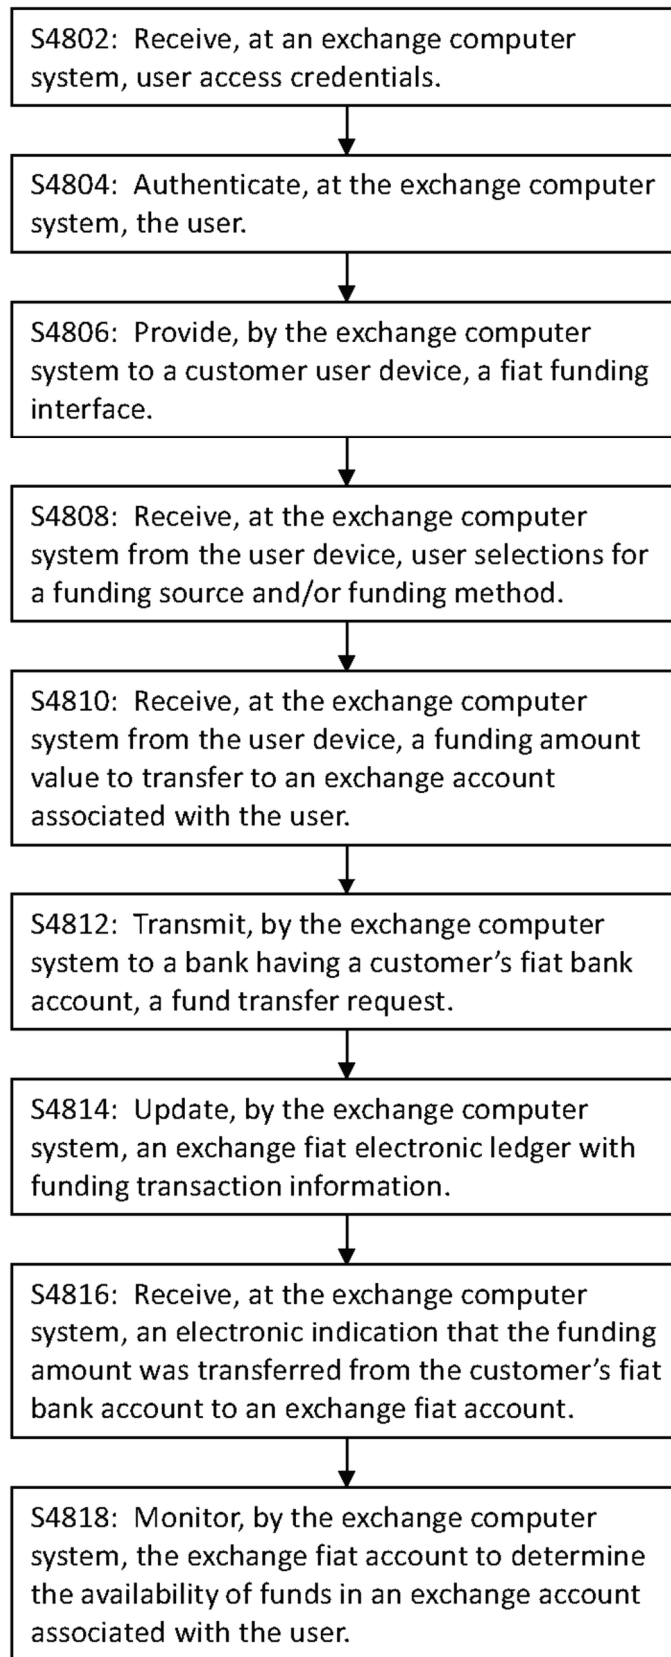 S4802: Receive, at an exchange computer
system, user access credentials.
S4804: Authenticate, at the exchange computer
system, the user.
S4806: Provide, by the exchange computer
system to a customer user device, a fiat funding
interface.
S4808: Receive, at the exchange computer
system from the user device, user selections for
a funding source and/or funding method.
S4810: Receive, at the exchange computer
system from the user device, a funding amount
value to transfer to an exchange account
associated with the user.
S4812: Transmit, by the exchange computer
system to a bank having a customer's fiat bank
account, a fund transfer request.
S4814: Update, by the exchange computer
system, an exchange fiat electronic ledger with
funding transaction information.
S4816: Receive, at the exchange computer
system, an electronic indication that the funding
amount was transferred from the customer's fiat
bank account to an exchange fiat account.
S4818: Monitor, by the exchange computer
system, the exchange fiat account to determine
the availability of funds in an exchange account
associated with the user.